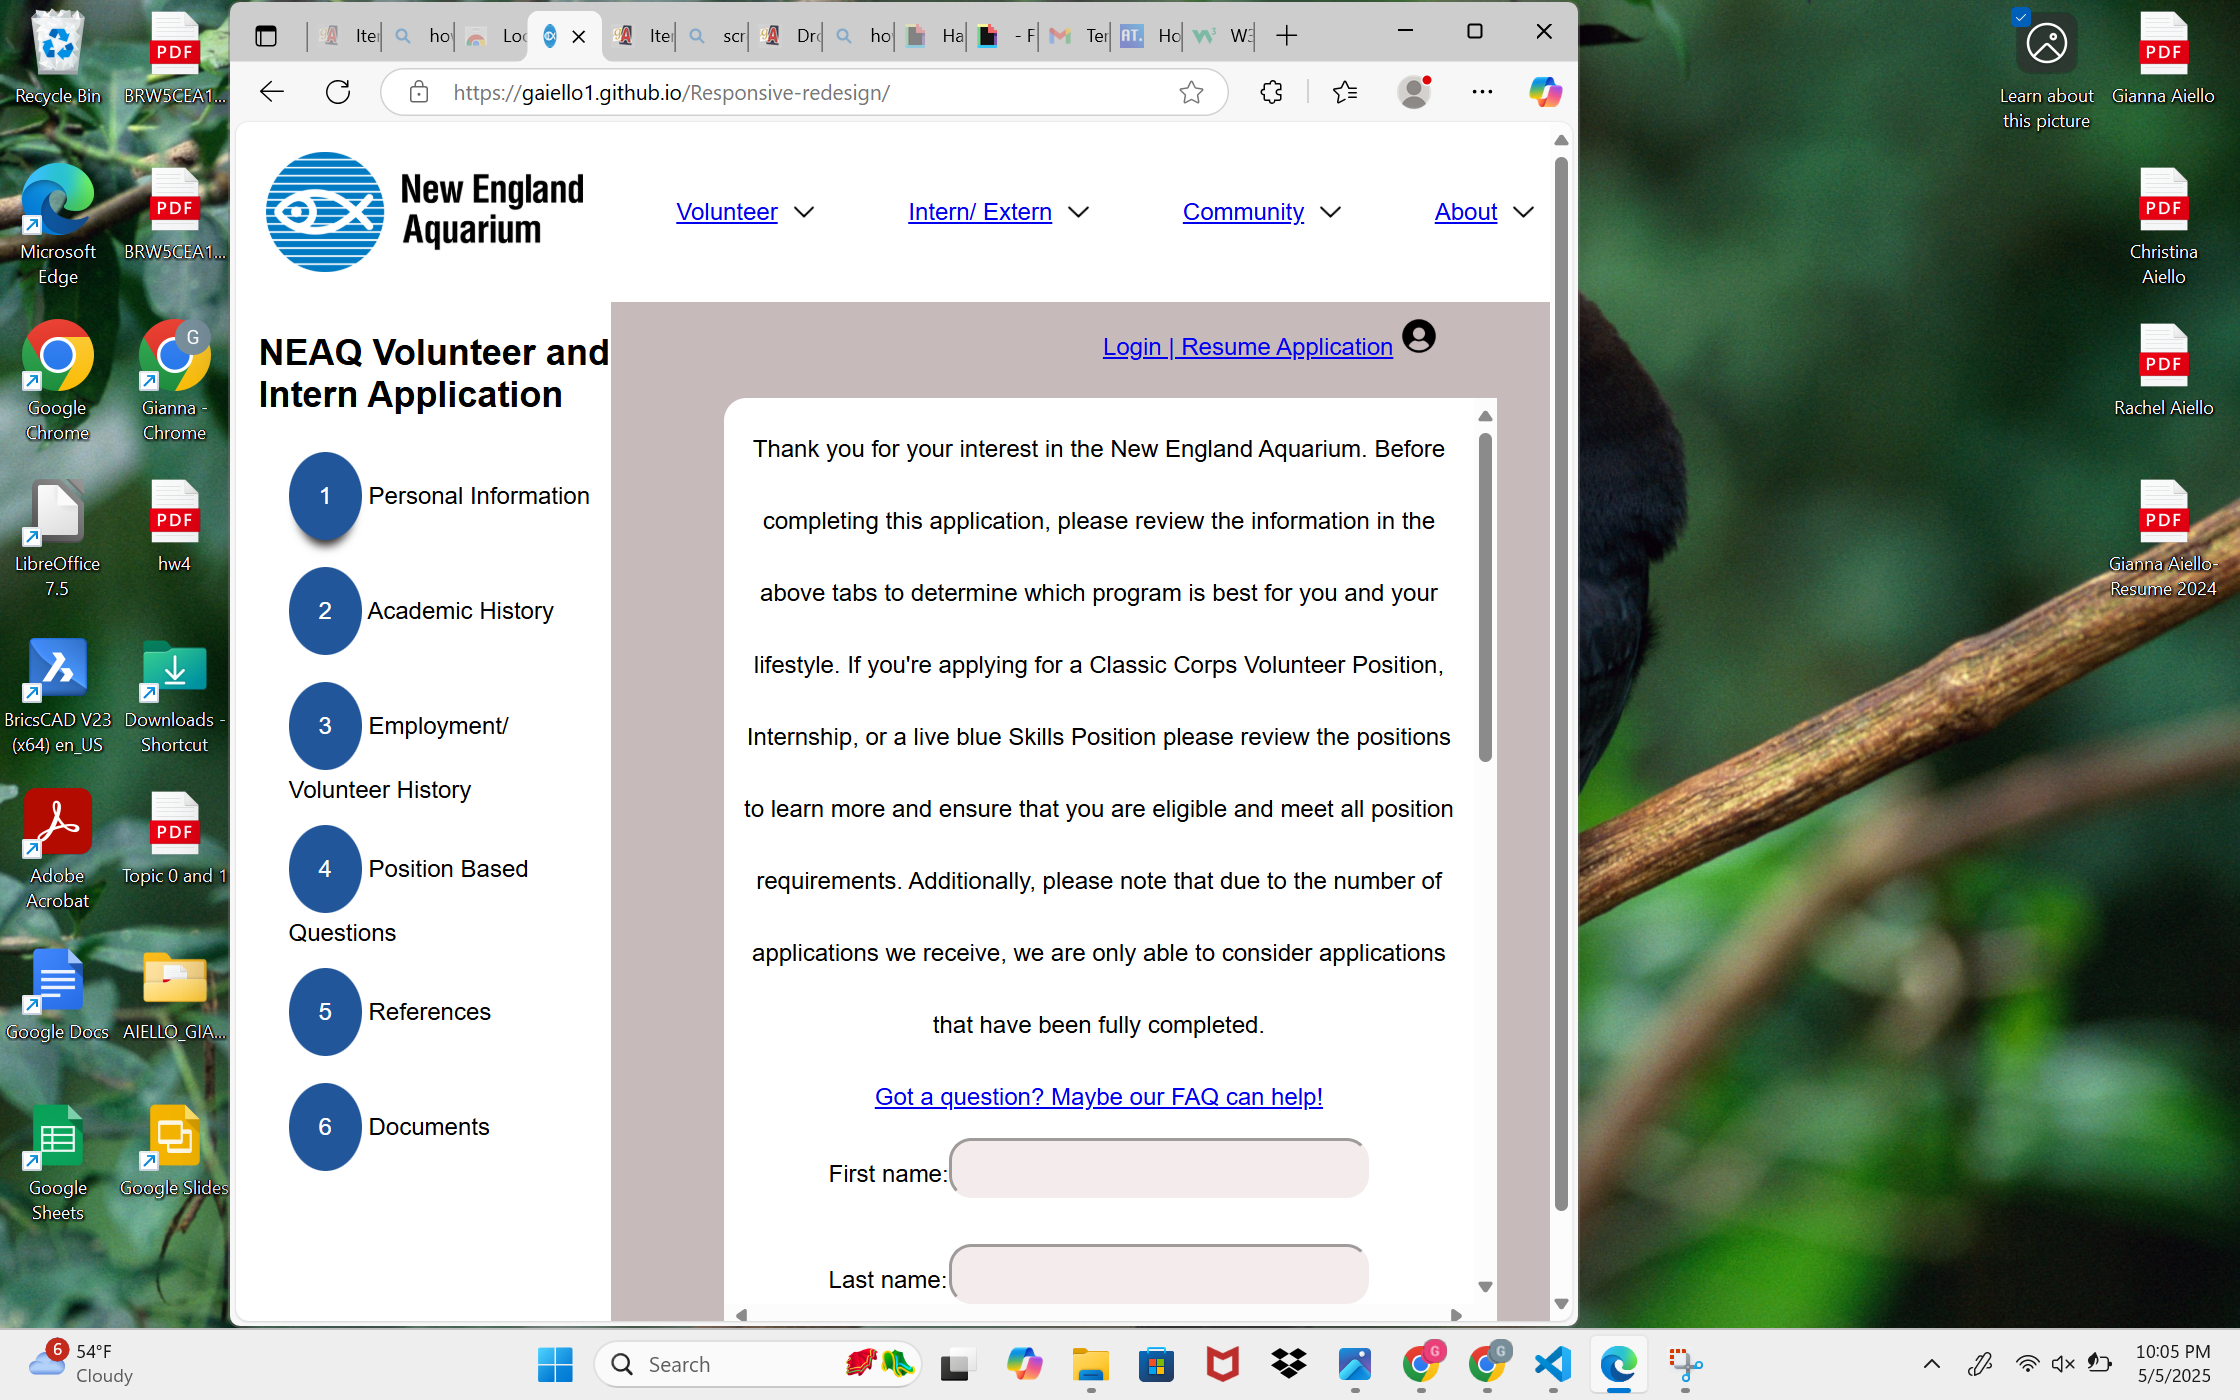 Recycle Bin
BRW5CEA1...
Microsoft
Edge
BRW5CEA1...
Google
Chrome
G
Gianna -
Chrome
LibreOffice
7.5
PDF
hw4
BricsCAD V23
(x64) en_US
Downloads -
Shortcut
Adobe
Acrobat
PDF
Topic 0 and 1
Google Docs
AIELLO_GIA...
Google
Sheets
Google Slides
https://gaiello1.github.io/Responsive-redesign/
New England
Aquarium
Volunteer
Intern/ Extern
Community
About
NEAQ Volunteer and
Intern Application
1 Personal Information
2 Academic History
3 Employment/
Volunteer History
4 Position Based
Questions
5 References
6 Documents
Login | Resume Application
Thank you for your interest in the New England Aquarium. Before
completing this application, please review the information in the
above tabs to determine which program is best for you and your
lifestyle. If you're applying for a Classic Corps Volunteer Position,
Internship, or a live blue Skills Position please review the positions
to learn more and ensure that you are eligible and meet all position
requirements. Additionally, please note that due to the number of
applications we receive, we are only able to consider applications
that have been fully completed.
Got a question? Maybe our FAQ can help!
First name:
Last name:
Learn about
this picture
PDF
Gianna Aiello
PDF
Christina
Aiello
PDF
Rachel Aiello
PDF
Gianna Aiello-
Resume 2024
6
54°F
Cloudy
Search
10:05 PM
5/5/2025